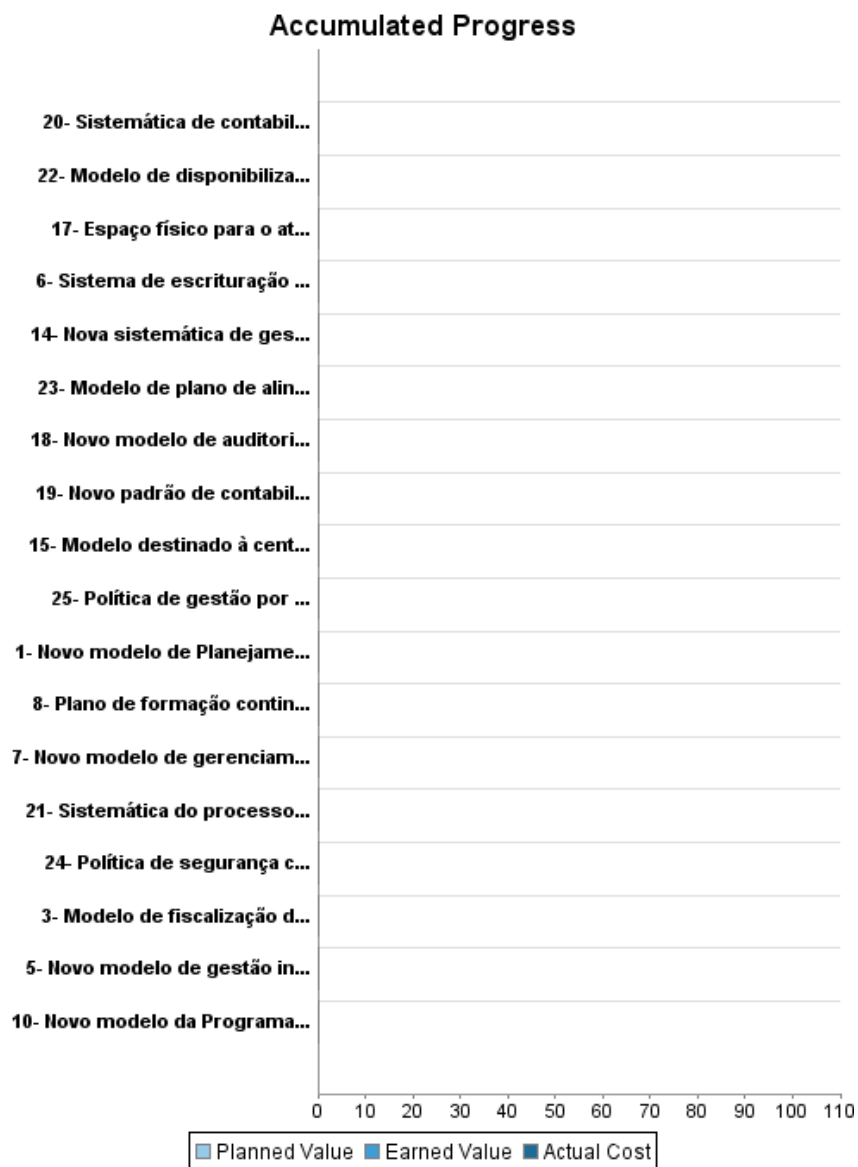 Accumulated Progress
20- Sistemática de contabil...
22- Modelo de disponibiliza...
17- Espaço físico para o at...
6- Sistema de escrituração ...
14- Nova sistemática de ges...
23- Modelo de plano de alin...
18- Novo modelo de auditori...
19- Novo padrão de contabil...
15- Modelo destinado à cent...
25- Política de gestão por ...
1- Novo modelo de Planejame...
8- Plano de formação contin...
7- Novo modelo de gerenciam...
21- Sistemática do processo...
24- Política de segurança c...
3- Modelo de fiscalização d...
5- Novo modelo de gestão in...
10- Novo modelo da Programa...
0 10 20 30 40 50 60 70 80 90 100 110
Planned Value Earned Value Actual Cost